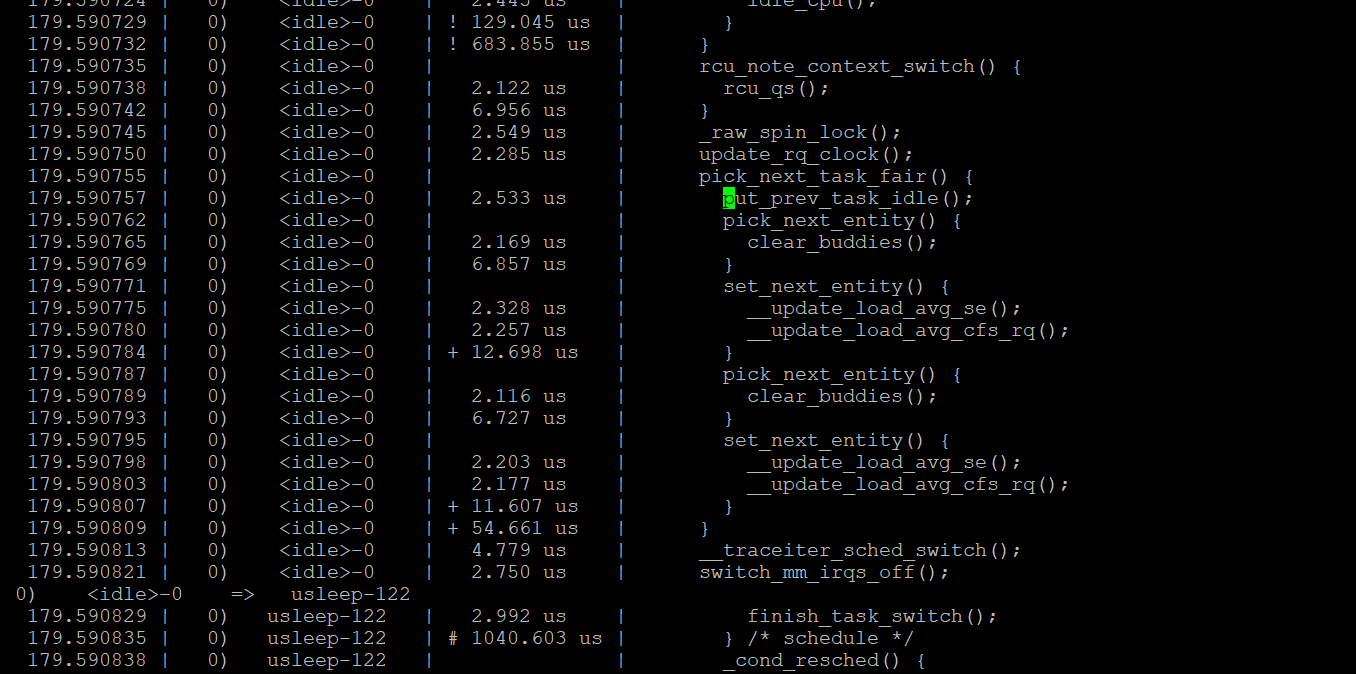 179.590724 |    0)    <idle>-0    |   2.445 us    |          idle_cpu();
179.590729 |    0)    <idle>-0    | ! 129.045 us  |        }
179.590732 |    0)    <idle>-0    | ! 683.855 us  |      }
179.590735 |    0)    <idle>-0    |               |      rcu_note_context_switch() {
179.590738 |    0)    <idle>-0    |   2.122 us    |        rcu_qs();
179.590742 |    0)    <idle>-0    |   6.956 us    |      }
179.590745 |    0)    <idle>-0    |   2.549 us    |      _raw_spin_lock();
179.590750 |    0)    <idle>-0    |   2.285 us    |      update_rq_clock();
179.590755 |    0)    <idle>-0    |               |      pick_next_task_fair() {
179.590757 |    0)    <idle>-0    |   2.533 us    |        put_prev_task_idle();
179.590762 |    0)    <idle>-0    |               |        pick_next_entity() {
179.590765 |    0)    <idle>-0    |   2.169 us    |          clear_buddies();
179.590769 |    0)    <idle>-0    |   6.857 us    |        }
179.590771 |    0)    <idle>-0    |               |        set_next_entity() {
179.590775 |    0)    <idle>-0    |   2.328 us    |          __update_load_avg_se();
179.590780 |    0)    <idle>-0    |   2.257 us    |          __update_load_avg_cfs_rq();
179.590784 |    0)    <idle>-0    | + 12.698 us   |        }
179.590787 |    0)    <idle>-0    |               |        pick_next_entity() {
179.590789 |    0)    <idle>-0    |   2.116 us    |          clear_buddies();
179.590793 |    0)    <idle>-0    |   6.727 us    |        }
179.590795 |    0)    <idle>-0    |               |        set_next_entity() {
179.590798 |    0)    <idle>-0    |   2.203 us    |          __update_load_avg_se();
179.590803 |    0)    <idle>-0    |   2.177 us    |          __update_load_avg_cfs_rq();
179.590807 |    0)    <idle>-0    | + 11.607 us   |        }
179.590809 |    0)    <idle>-0    | + 54.661 us   |      }
179.590813 |    0)    <idle>-0    |   4.779 us    |      __traceiter_sched_switch();
179.590821 |    0)    <idle>-0    |   2.750 us    |      switch_mm_irqs_off();
0)    <idle>-0    =>   usleep-122
179.590829 |    0)   usleep-122   |   2.992 us    |          finish_task_switch();
179.590835 |    0)   usleep-122   | # 1040.603 us |        } /* schedule */
179.590838 |    0)   usleep-122   |               |        _cond_resched() {